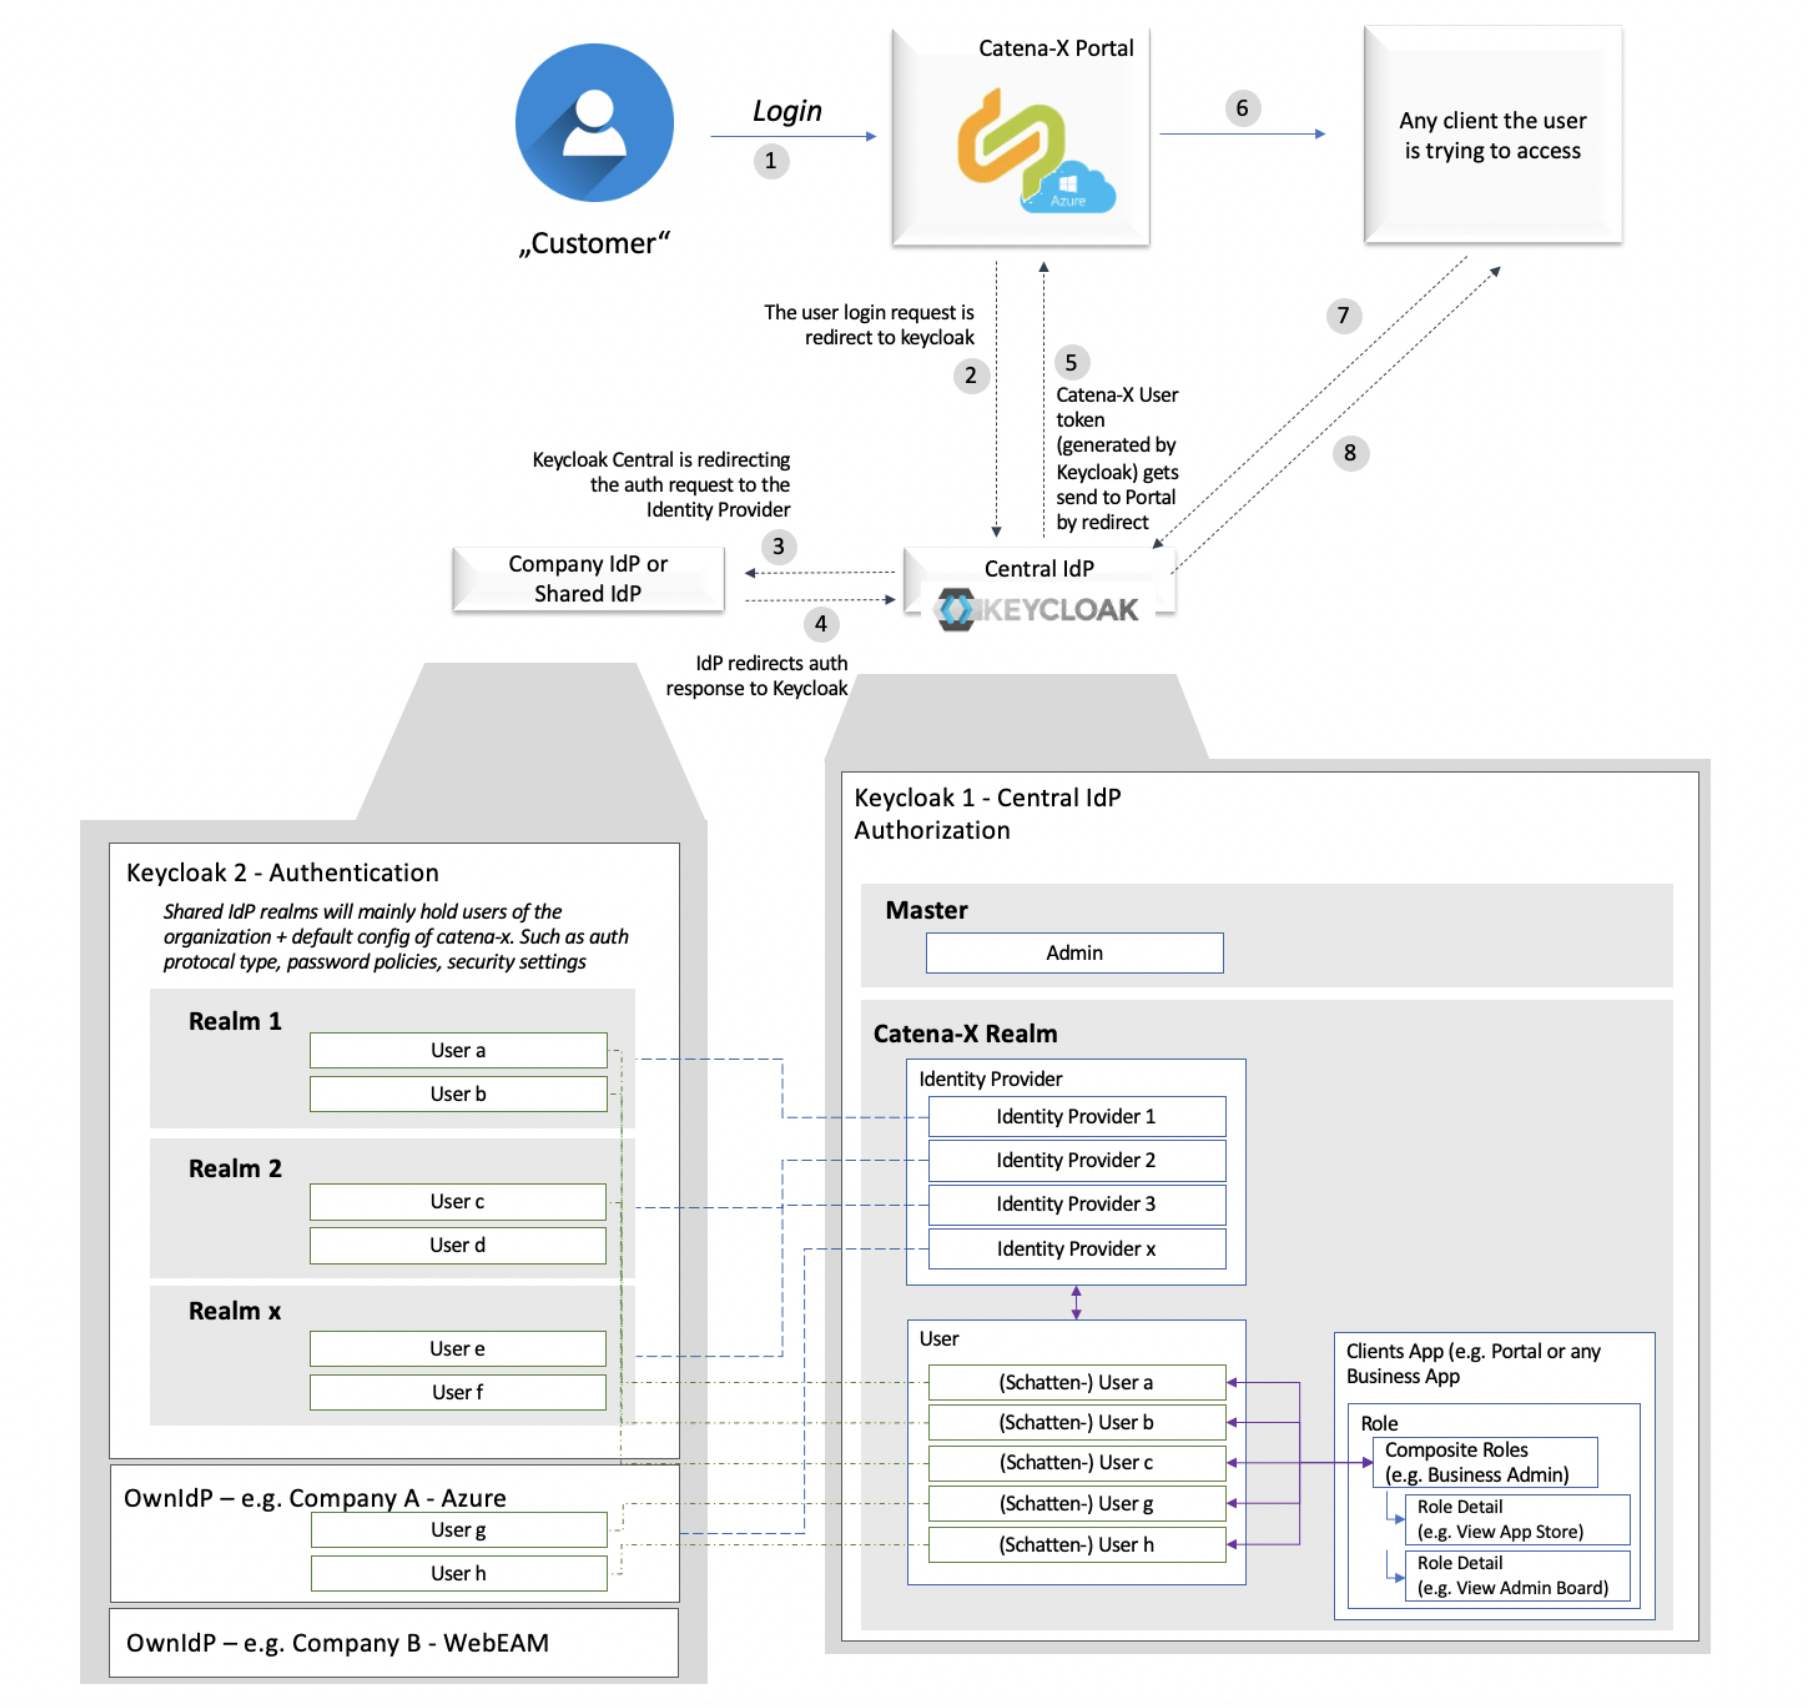 Catena-X Portal
Login
1
Azure
6
Any client the user
is trying to access
„Customer“
The user login request is
redirect to keycloak
2
5
Catena-X User
token
(generated by
Keycloak) gets
send to Portal
by redirect
7
8
Keycloak Central is redirecting
the auth request to the
Identity Provider
3
Company IdP or
Shared IdP
4
IdP redirects auth
response to Keycloak
Central IdP
KEYCLOAK
Keycloak 2 - Authentication
Shared IdP realms will mainly hold users of the
organization + default config of catena-x. Such as auth
protocal type, password policies, security settings
Realm 1
User a
User b
Realm 2
User c
User d
Realm x
User e
User f
OwnIdP – e.g. Company A - Azure
User g
User h
OwnIdP – e.g. Company B - WebEAM
Keycloak 1 - Central IdP
Authorization
Master
Admin
Catena-X Realm
Identity Provider
Identity Provider 1
Identity Provider 2
Identity Provider 3
Identity Provider x
User
(Schatten-) User a
(Schatten-) User b
(Schatten-) User c
(Schatten-) User g
(Schatten-) User h
Clients App (e.g. Portal or any
Business App
Role
Composite Roles
(e.g. Business Admin)
Role Detail
(e.g. View App Store)
Role Detail
(e.g. View Admin Board)